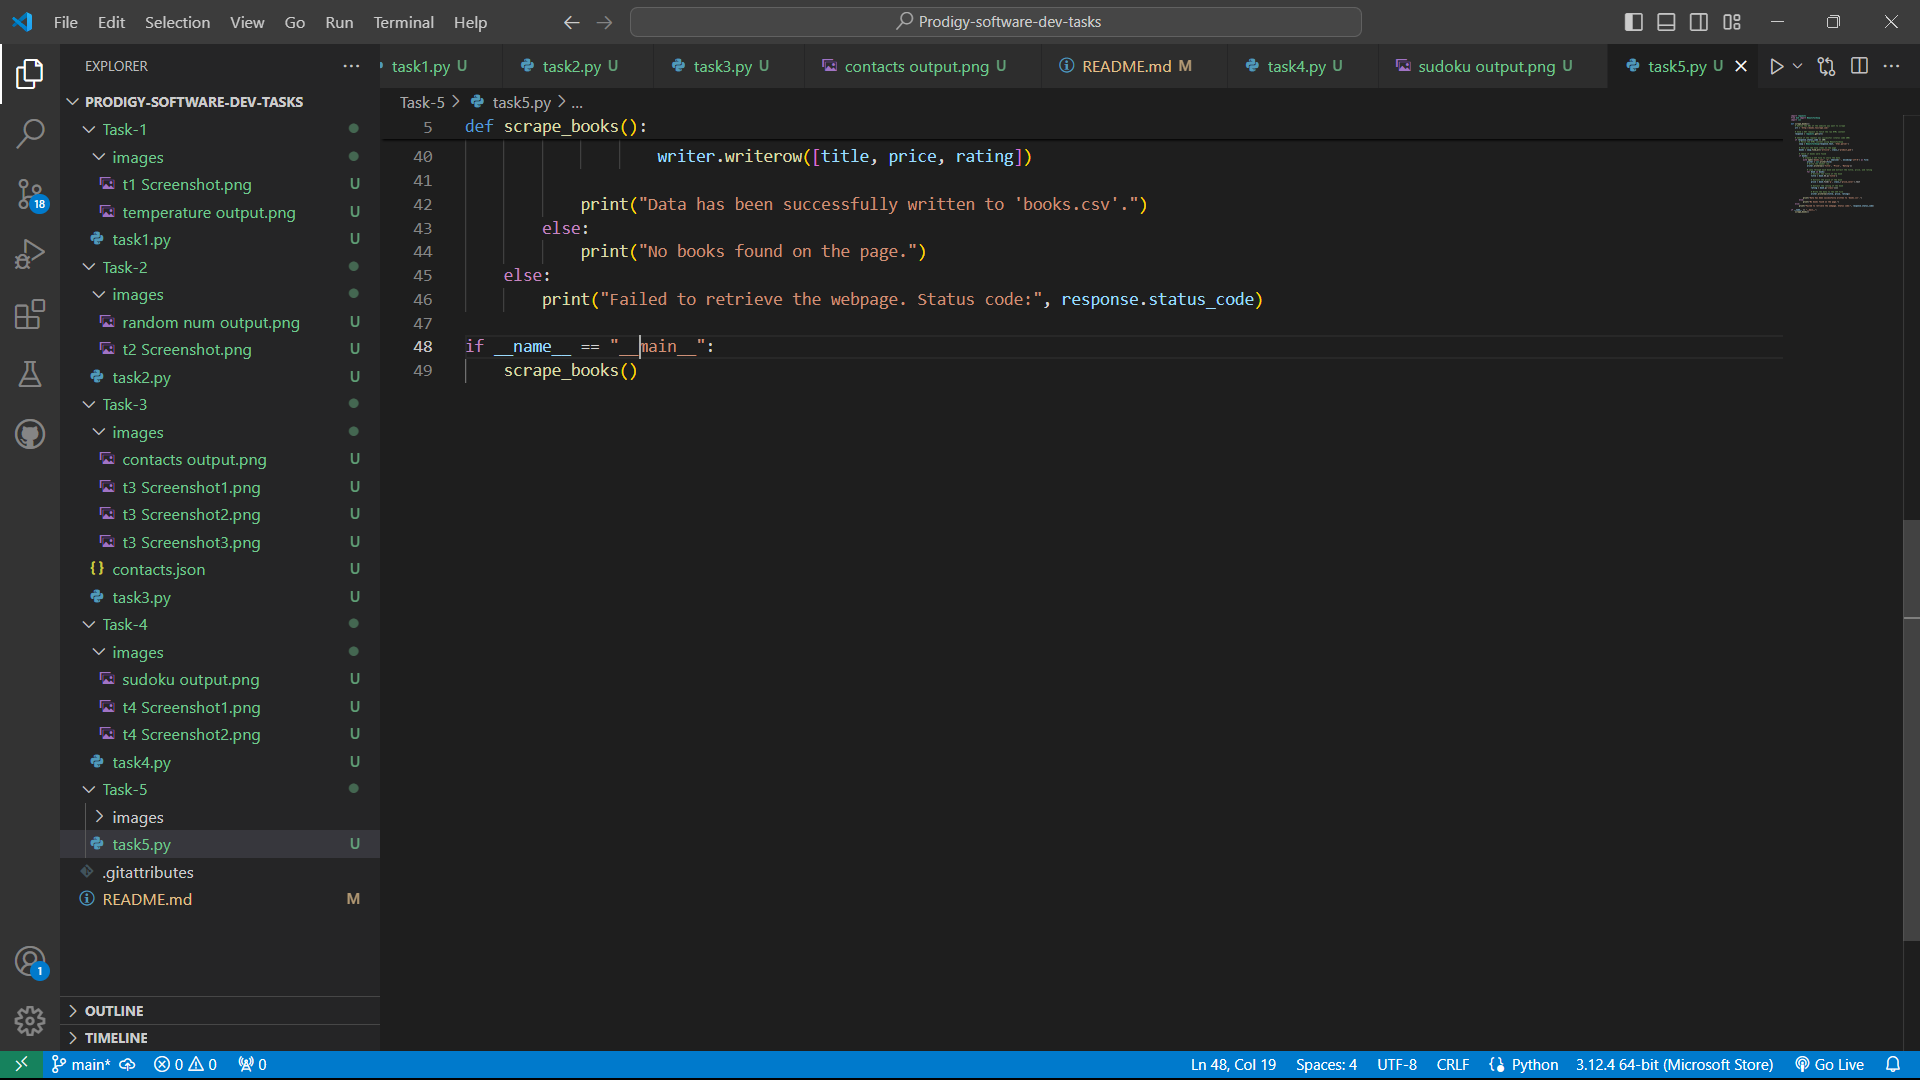 File Edit Selection View Go Run Terminal Help
Prodigy-software-dev-tasks
EXPLORER
PRODIGY-SOFTWARE-DEV-TASKS
Task-1
images
t1 Screenshot.png U
temperature output.png U
task1.py U
Task-2
images
random num output.png U
t2 Screenshot.png U
task2.py U
Task-3
images
contacts output.png U
t3 Screenshot1.png U
t3 Screenshot2.png U
t3 Screenshot3.png U
contacts.json U
task3.py U
Task-4
images
sudoku output.png U
t4 Screenshot1.png U
t4 Screenshot2.png U
task4.py U
Task-5
images
task5.py U
.gitattributes
README.md M
OUTLINE
TIMELINE
18
1
task1.py U task2.py U task3.py U contacts output.png U README.md M task4.py U sudoku output.png U task5.py U
Task-5 > task5.py > ...
5 def scrape_books():
40 writer.writerow([title, price, rating])
41
42 print("Data has been successfully written to 'books.csv'.")
43 else:
44 print("No books found on the page.")
45 else:
46 print("Failed to retrieve the webpage. Status code:", response.status_code)
47
48 if __name__ == "__main__":
49 scrape_books()
main* 0 0 0 Ln 48, Col 19 Spaces: 4 UTF-8 CRLF Python 3.12.4 64-bit (Microsoft Store) Go Live